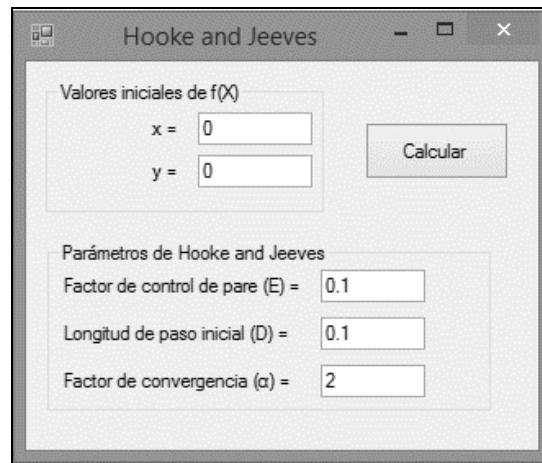 Hooke and Jeeves
Valores iniciales de f(X)
x = 0
y = 0
Calcular
Parámetros de Hooke and Jeeves
Factor de control de pare (E) = 0.1
Longitud de paso inicial (D) = 0.1
Factor de convergencia (α) = 2